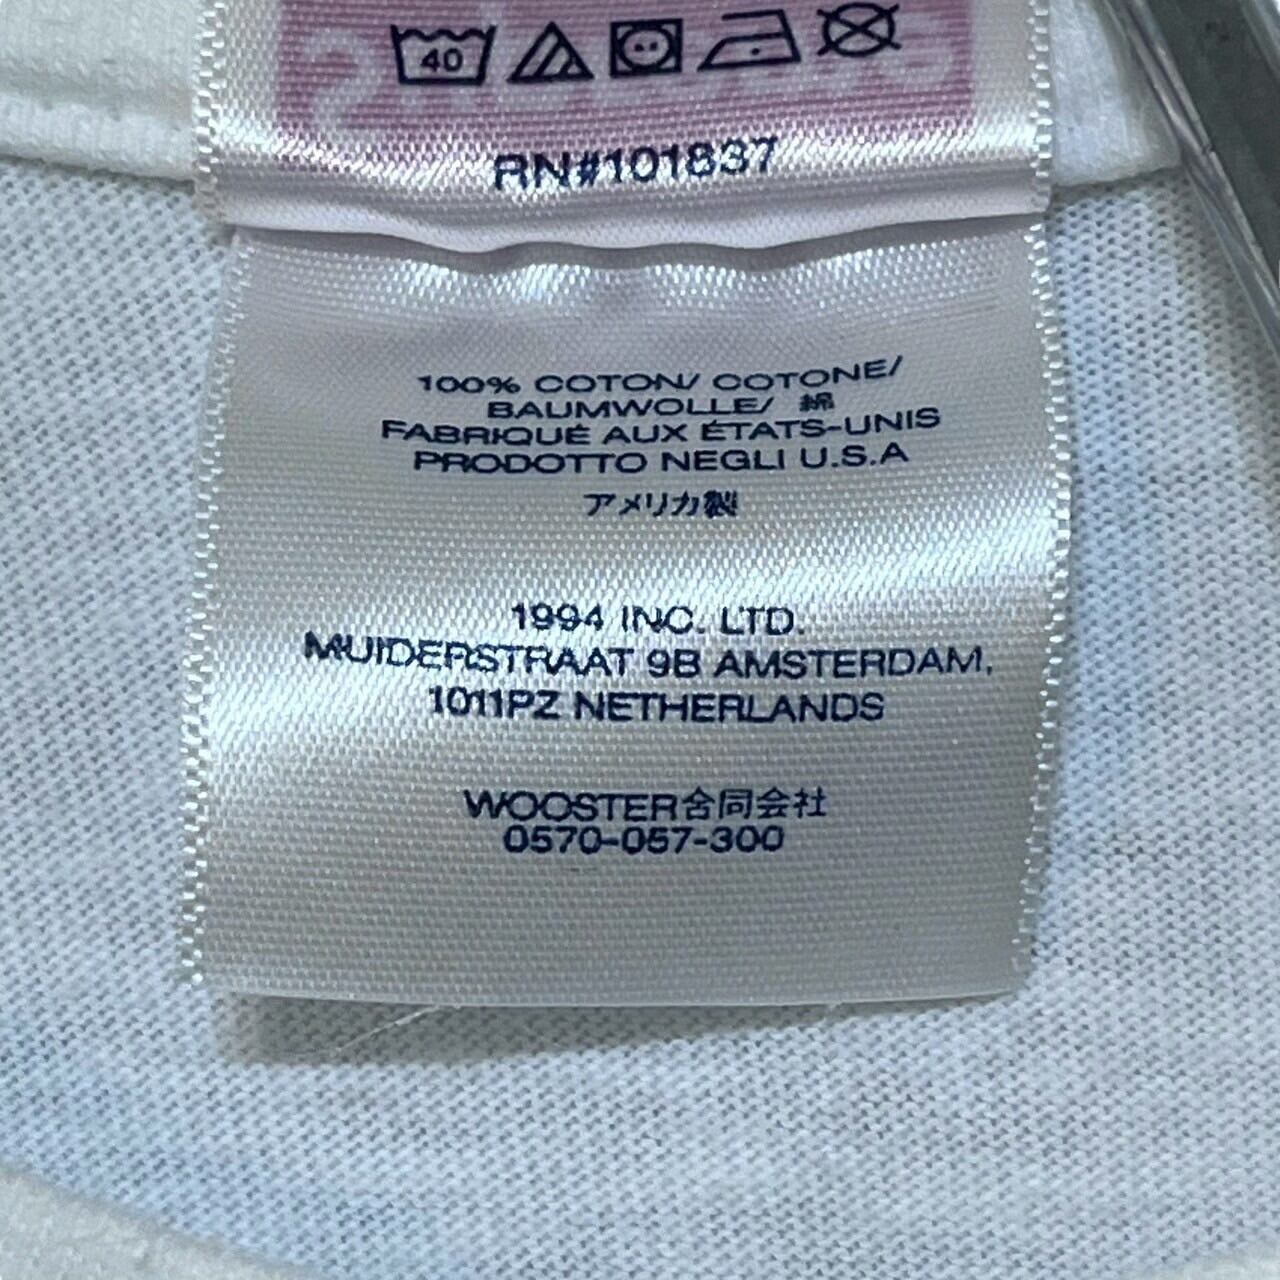 40
RN#101837
100% COTON/ COTONE/
BAUMWOLLE/ 綿
FABRIQUÉ AUX ÉTATS-UNIS
PRODOTTO NEGLI U.S.A
アメリカ製
1994 INC. LTD.
MUIDERSTRAAT 9B AMSTERDAM,
1011PZ NETHERLANDS
WOOSTER合同会社
0570-057-300